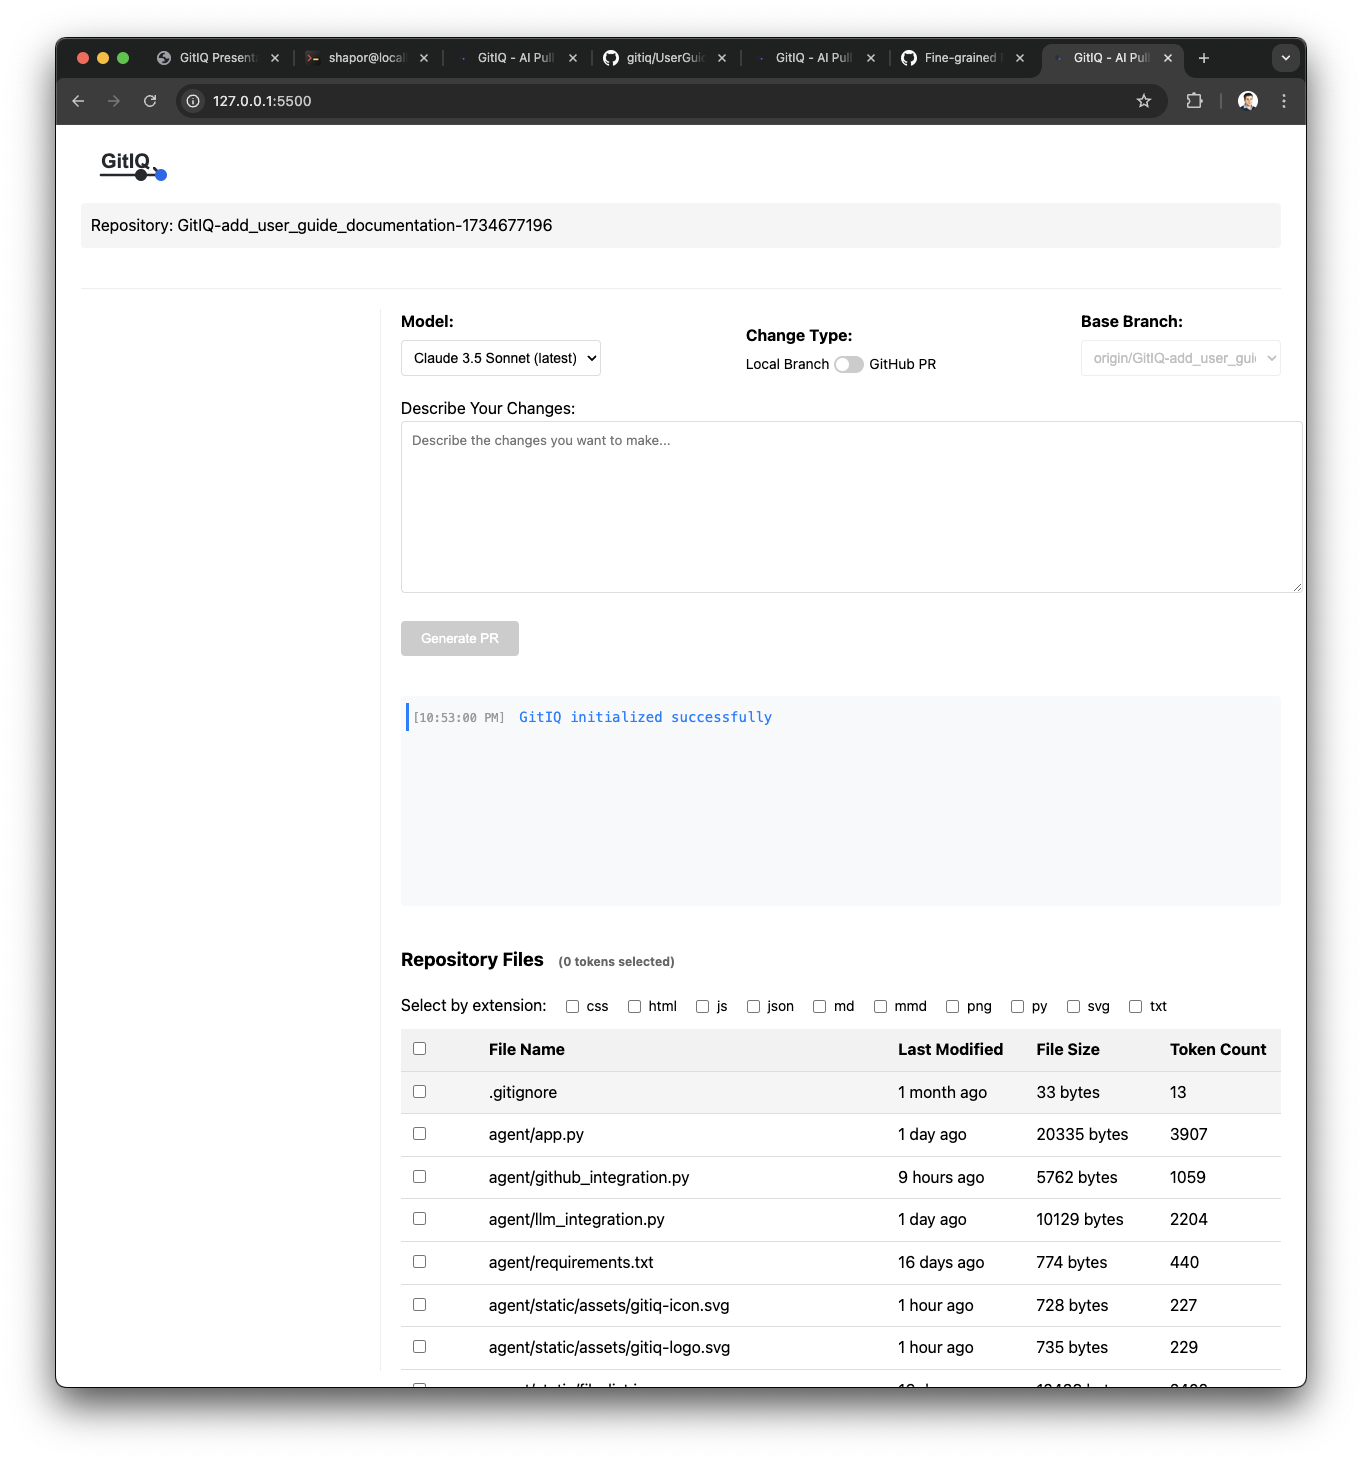 GitIQ Present
shapor@local
GitIQ - AI Pull
gitiq/UserGuid
GitIQ - AI Pull
Fine-grained
GitIQ - AI Pull
127.0.0.1:5500
GitIQ
Repository: GitIQ-add_user_guide_documentation-1734677196
Model:
Claude 3.5 Sonnet (latest)
Change Type:
Local Branch GitHub PR
Base Branch:
origin/GitIQ-add_user_gui
Describe Your Changes:
Describe the changes you want to make...
Generate PR
[10:53:00 PM] GitIQ initialized successfully
Repository Files (0 tokens selected)
Select by extension: css html js json md mmd png py svg txt
File Name Last Modified File Size Token Count
.gitignore 1 month ago 33 bytes 13
agent/app.py 1 day ago 20335 bytes 3907
agent/github_integration.py 9 hours ago 5762 bytes 1059
agent/llm_integration.py 1 day ago 10129 bytes 2204
agent/requirements.txt 16 days ago 774 bytes 440
agent/static/assets/gitiq-icon.svg 1 hour ago 728 bytes 227
agent/static/assets/gitiq-logo.svg 1 hour ago 735 bytes 229